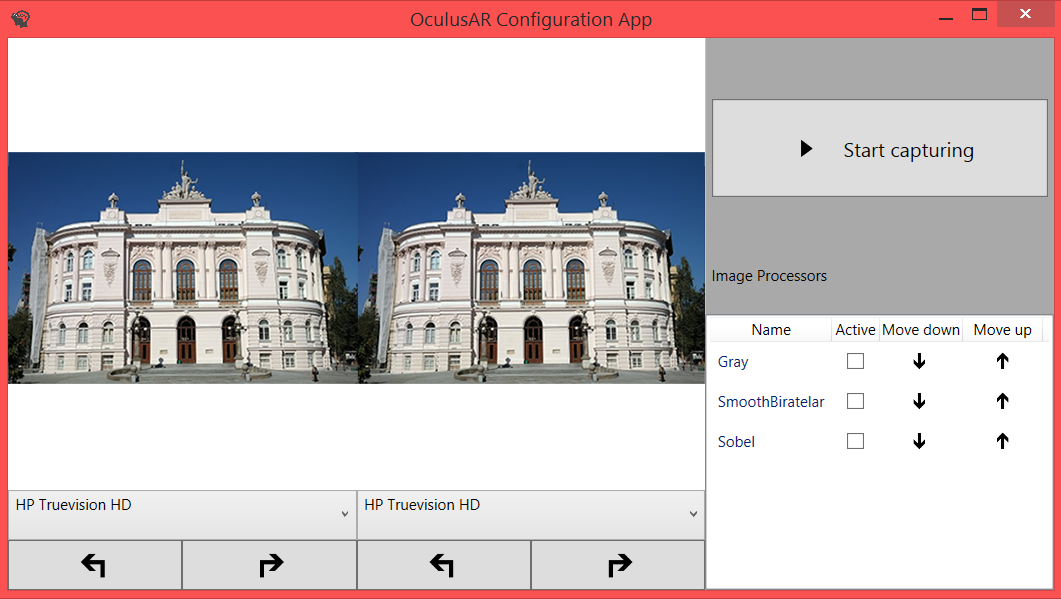 OculusAR Configuration App
Start capturing
Image Processors
Name Active Move down Move up
Gray
SmoothBiratelar
Sobel
HP Truevision HD HP Truevision HD